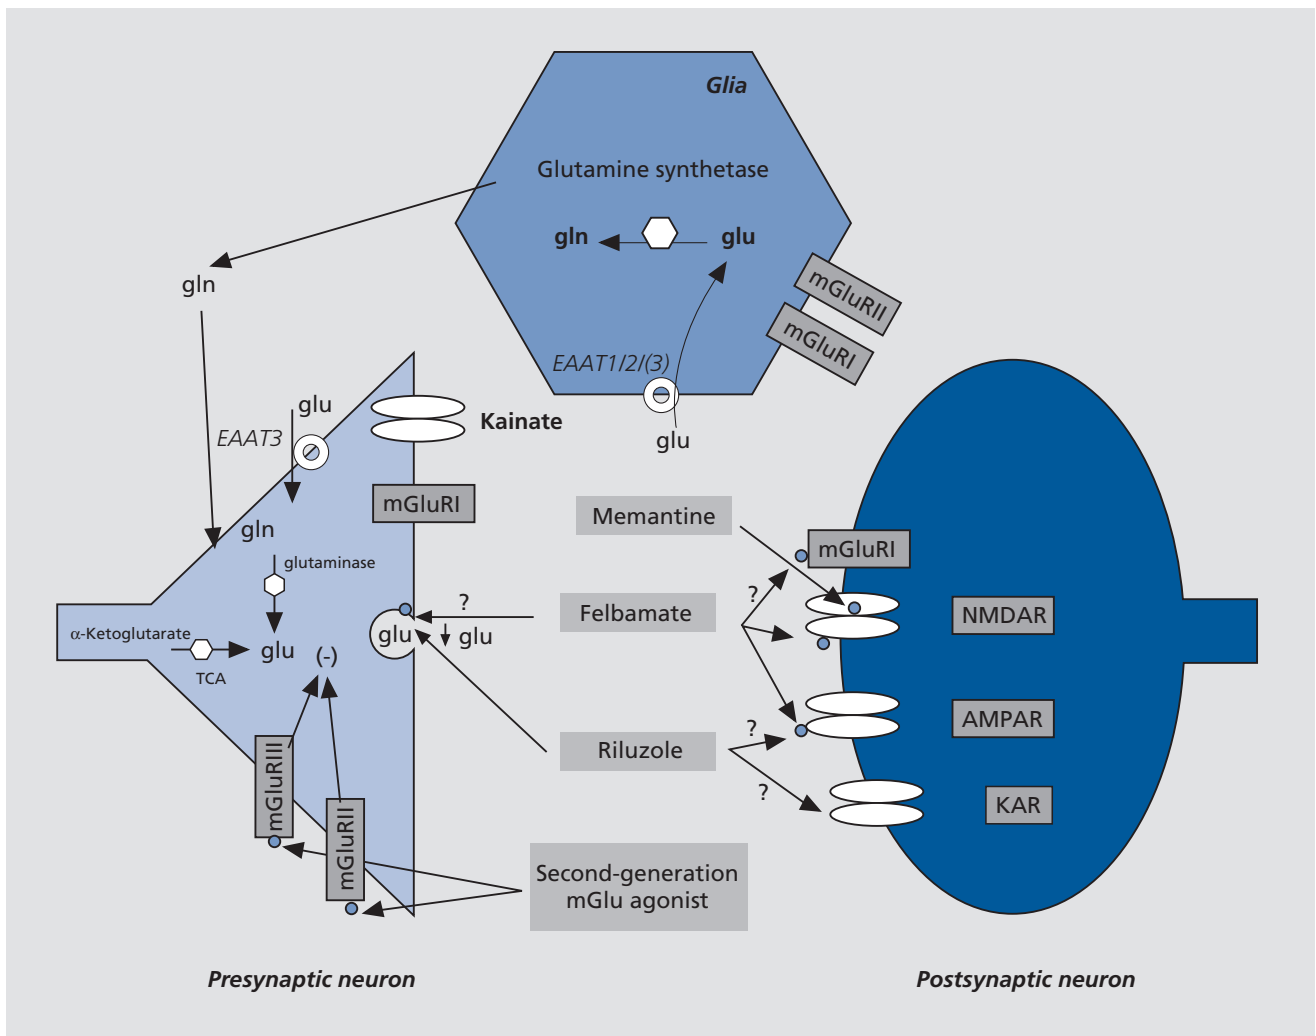 Glia
Glutamine synthetase
gln
glu
mGluRII
mGluRI
EAAT1/2/(3)
glu
gln
glu
EAAT3
Kainate
mGluRI
gln
glutaminase
α-Ketoglutarate
TCA
glu
(-)
glu
?
glu
mGluRIII
mGluRII
Memantine
Felbamate
Riluzole
Second-generation
mGlu agonist
mGluRI
?
NMDAR
?
AMPAR
?
KAR
Presynaptic neuron
Postsynaptic neuron